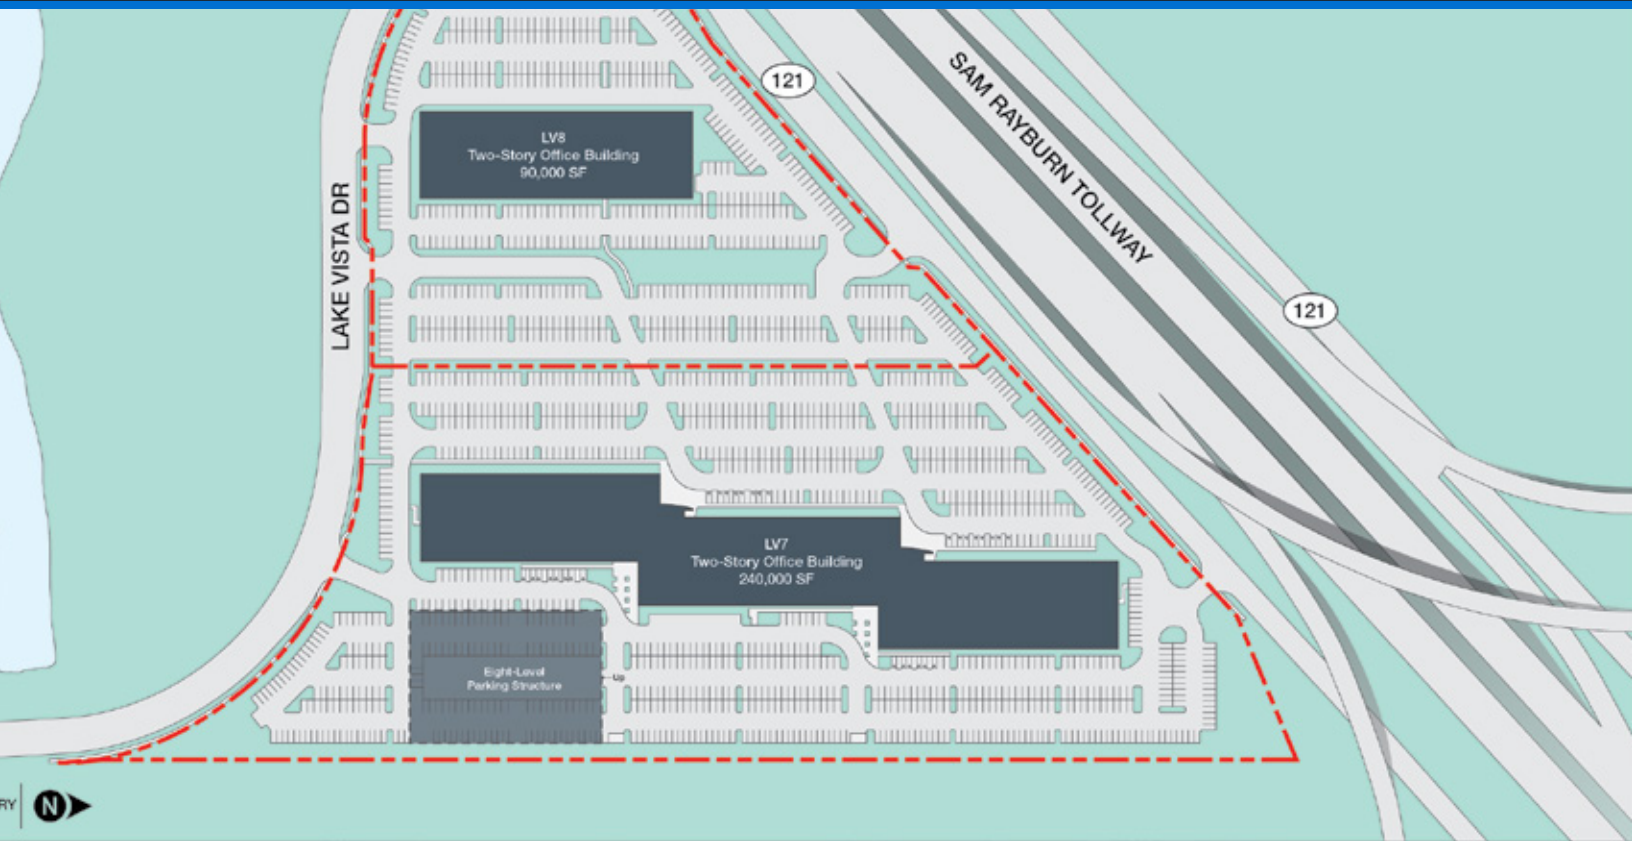 121
SAM RAYBURN TOLLWAY
LV8
Two-Story Office Building
90,000 SF
LAKE VISTA DR
121
LV7
Two-Story Office Building
240,000 SF
Eight-Level
Parking Structure
Up
RY
N